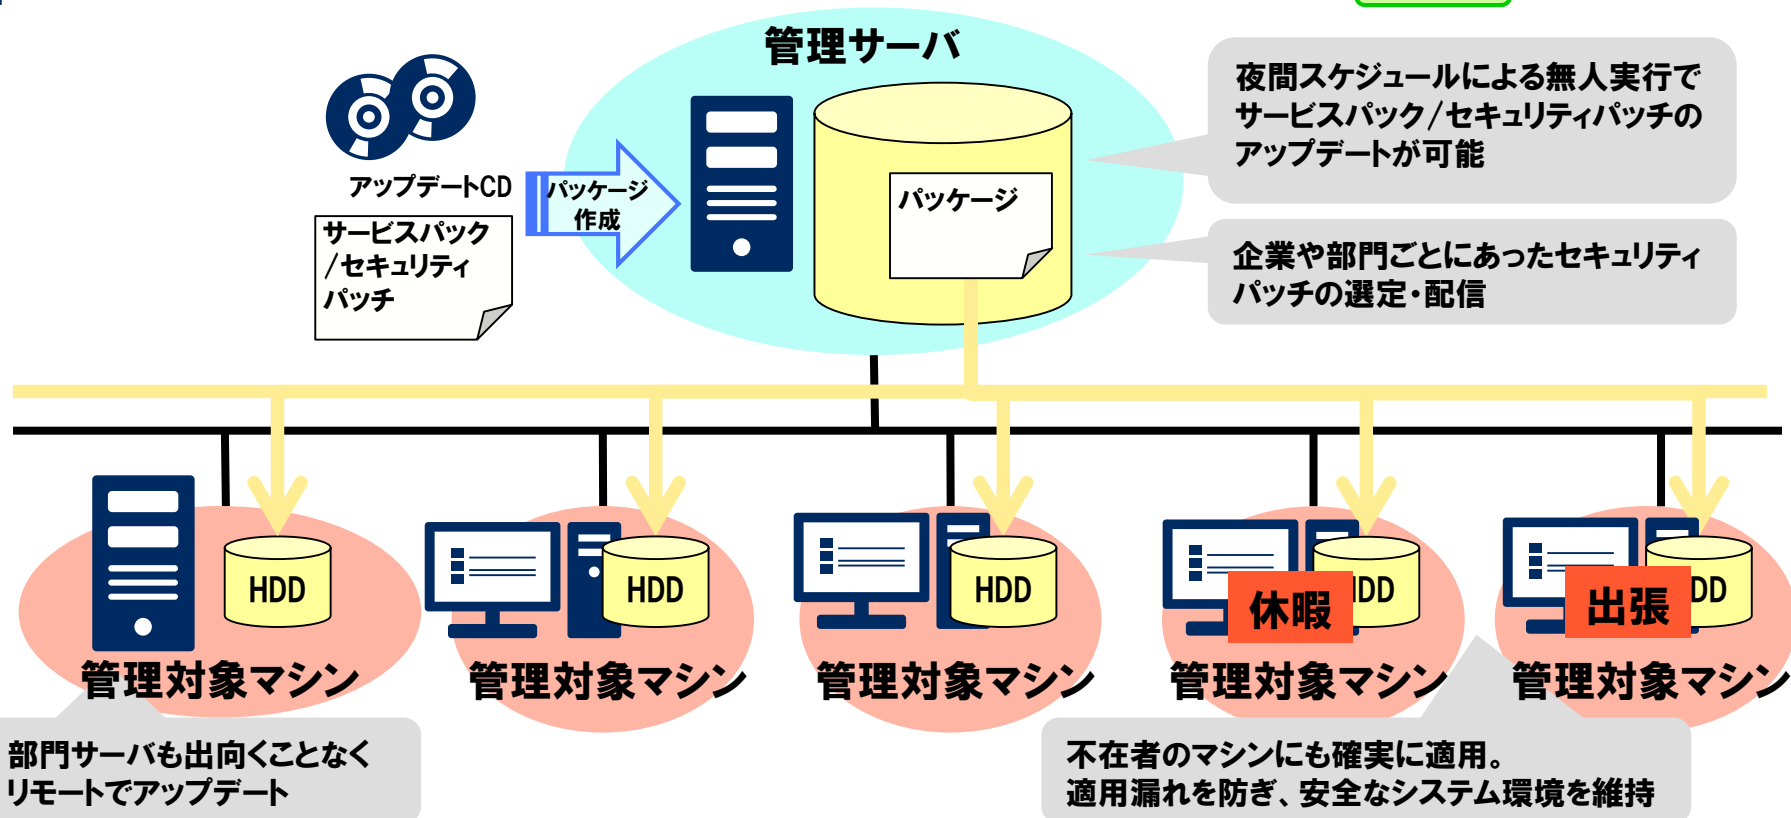 管理サーバ
夜間スケジュールによる無人実行で
サービスパック/セキュリティパッチの
アップデートが可能
アップデートCD
パッケージ
作成
パッケージ
サービスパック
/セキュリティ
パッチ
企業や部門ごとにあったセキュリティ
パッチの選定・配信
HDD
HDD
HDD
DD
DD
休暇
出張
管理対象マシン
管理対象マシン
管理対象マシン
管理対象マシン
管理対象マシン
部門サーバも出向くことなく
リモートでアップデート
不在者のマシンにも確実に適用。
適用漏れを防ぎ、安全なシステム環境を維持